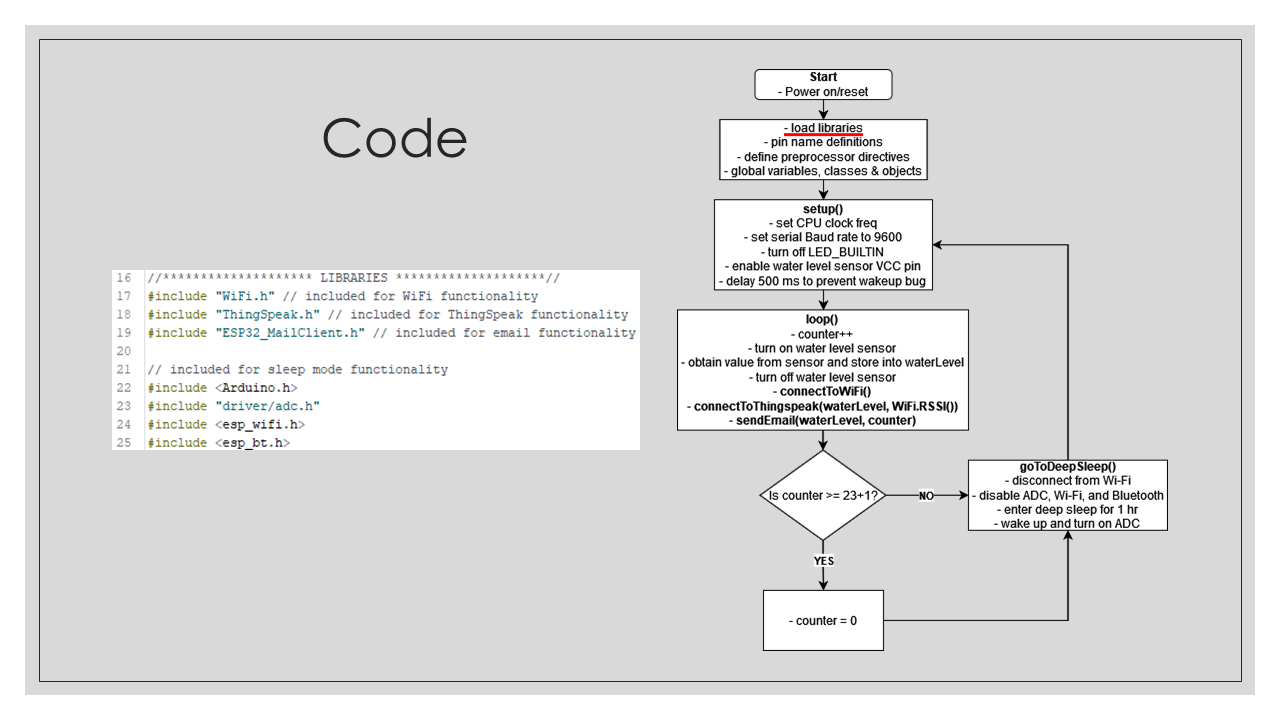 Code
16 //******************** LIBRARIES ********************//
17 #include "WiFi.h" // included for WiFi functionality
18 #include "ThingSpeak.h" // included for ThingSpeak functionality
19 #include "ESP32_MailClient.h" // included for email functionality
20
21 // included for sleep mode functionality
22 #include <Arduino.h>
23 #include "driver/adc.h"
24 #include <esp_wifi.h>
25 #include <esp_bt.h>
Start
- Power on/reset
- load libraries
- pin name definitions
- define preprocessor directives
- global variables, classes & objects
setup()
- set CPU clock freq
- set serial Baud rate to 9600
- turn off LED_BUILTIN
- enable water level sensor VCC pin
- delay 500 ms to prevent wakeup bug
loop()
- counter++
- turn on water level sensor
- obtain value from sensor and store into waterLevel
- turn off water level sensor
- connectToWiFi()
- connectToThingspeak(waterLevel, WiFi.RSSI())
- sendEmail(waterLevel, counter)
Is counter >= 23+1?
NO
goToDeepSleep()
- disconnect from Wi-Fi
- disable ADC, Wi-Fi, and Bluetooth
- enter deep sleep for 1 hr
- wake up and turn on ADC
YES
- counter = 0